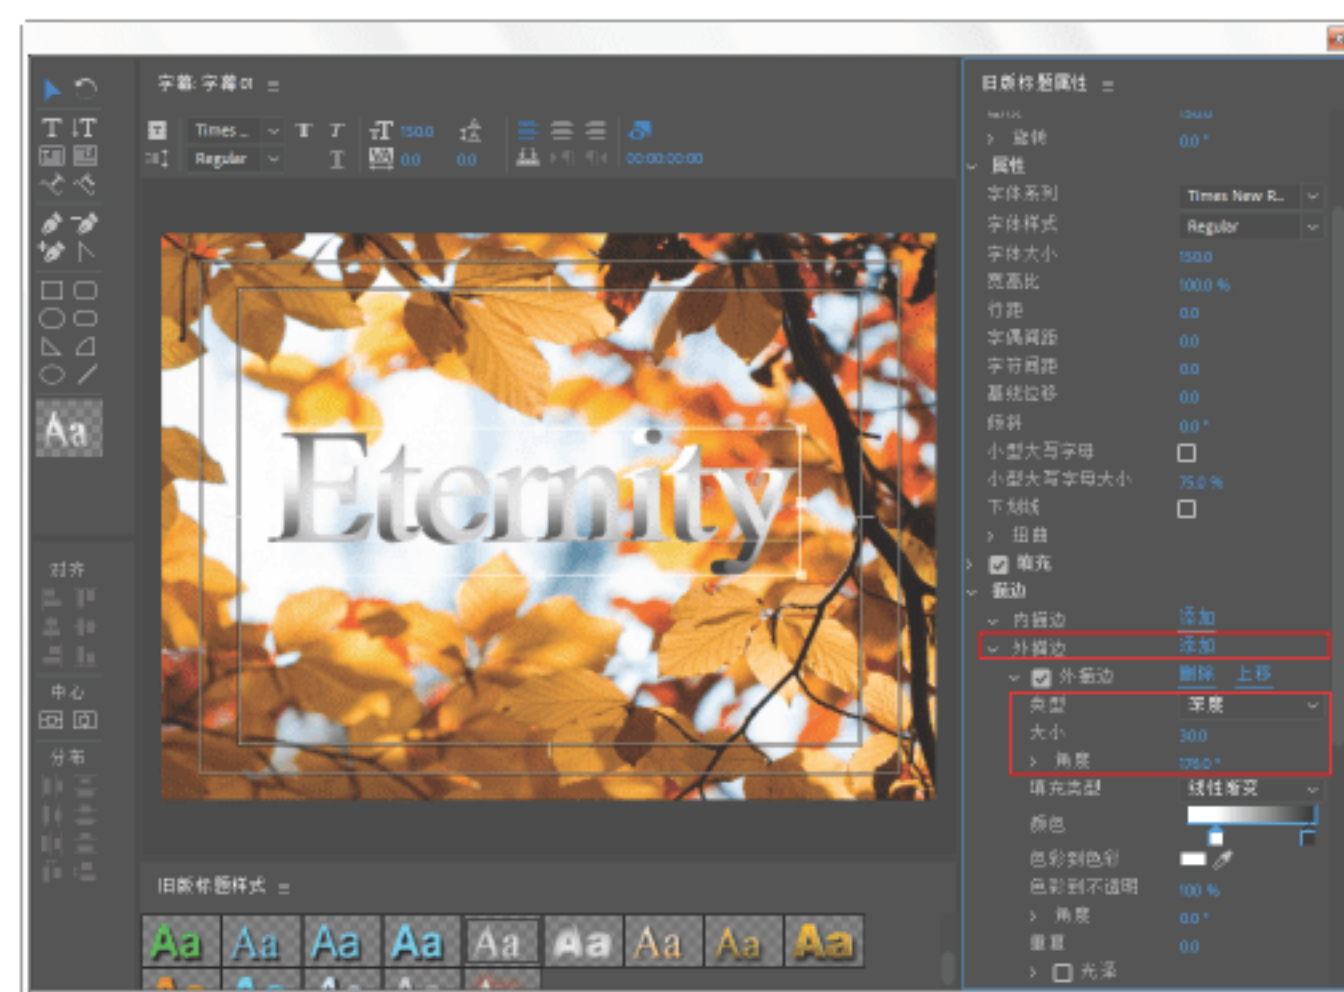 字幕: 字幕 01
Times ...
150.0
Regular
0.0
0.0
00:00:00:00
Eternity
Aa
对齐
中心
分布
旧版标题样式
Aa Aa Aa Aa Aa Aa Aa Aa Aa
旧版标题属性
150.0
旋转 0.0 °
属性
字体系列 Times New R...
字体样式 Regular
字体大小 150.0
宽高比 100.0 %
行距 0.0
字偶间距 0.0
字符间距 0.0
基线位移 0.0
倾斜 0.0 °
小型大写字母
小型大写字母大小 75.0 %
下划线
扭曲
填充
描边
内描边 添加
外描边 添加
外描边 删除 上移
类型 深度
大小 30.0
角度
填充类型 线性渐变
颜色
色彩到色彩
色彩到不透明 100 %
角度 0.0 °
重复 0.0
光泽